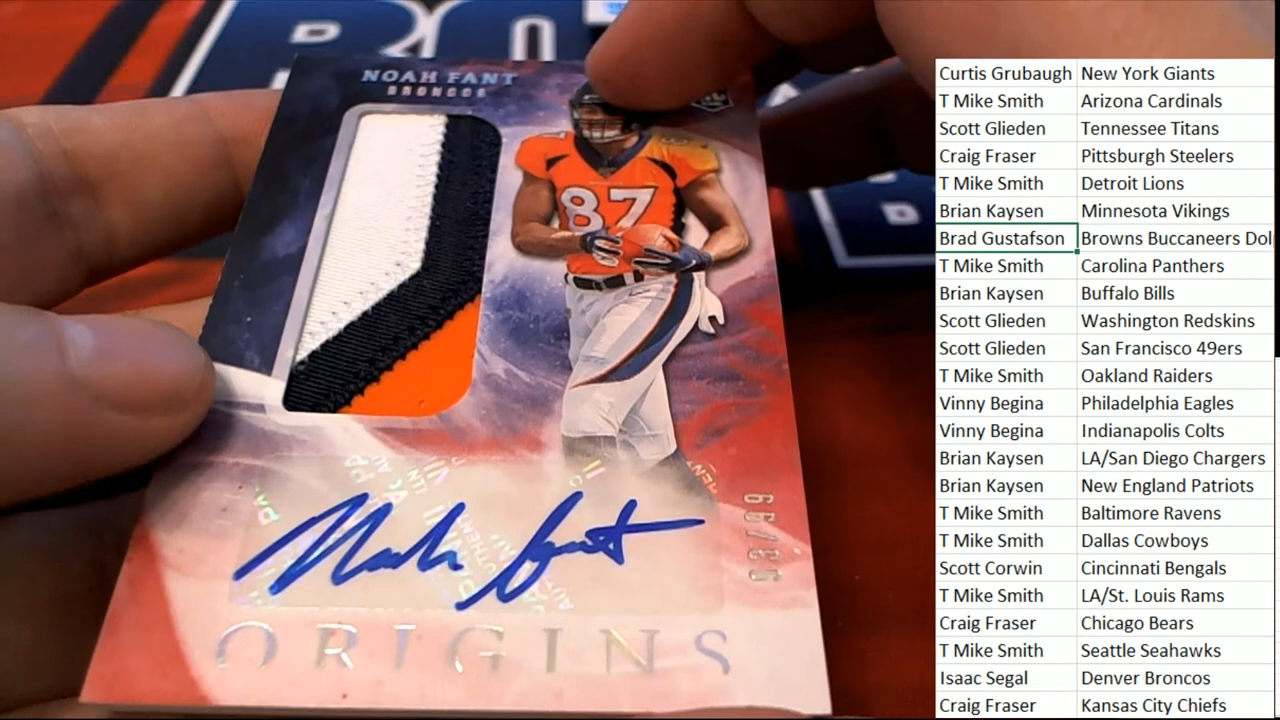 NOAH FANT
BRONCOS
87
Noah Fant
93/99
ORIGINS
Curtis Grubaugh New York Giants
T Mike Smith Arizona Cardinals
Scott Glieden Tennessee Titans
Craig Fraser Pittsburgh Steelers
T Mike Smith Detroit Lions
Brian Kaysen Minnesota Vikings
Brad Gustafson Browns Buccaneers Dol
T Mike Smith Carolina Panthers
Brian Kaysen Buffalo Bills
Scott Glieden Washington Redskins
Scott Glieden San Francisco 49ers
T Mike Smith Oakland Raiders
Vinny Begina Philadelphia Eagles
Vinny Begina Indianapolis Colts
Brian Kaysen LA/San Diego Chargers
Brian Kaysen New England Patriots
T Mike Smith Baltimore Ravens
T Mike Smith Dallas Cowboys
Scott Corwin Cincinnati Bengals
T Mike Smith LA/St. Louis Rams
Craig Fraser Chicago Bears
T Mike Smith Seattle Seahawks
Isaac Segal Denver Broncos
Craig Fraser Kansas City Chiefs